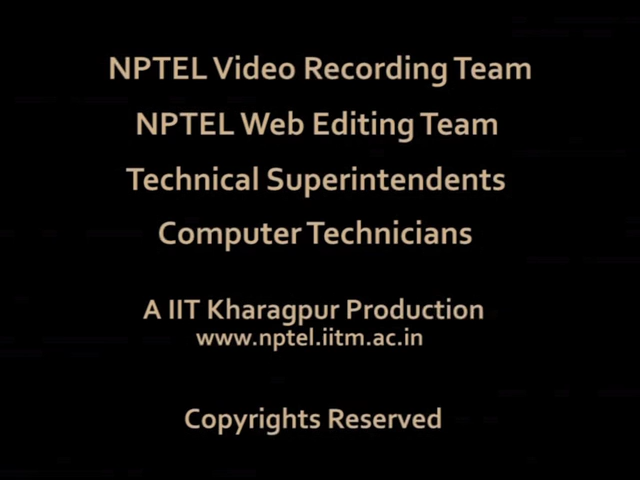 NPTEL Video Recording Team
NPTEL Web Editing Team
Technical Superintendents
Computer Technicians
A IIT Kharagpur Production
www.nptel.iitm.ac.in
Copyrights Reserved